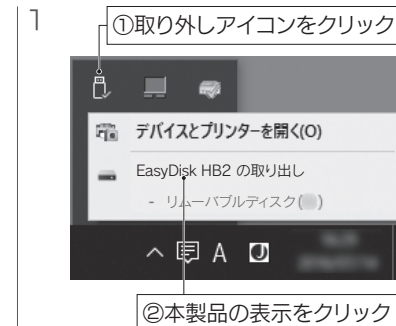 1
①取り外しアイコンをクリック
デバイスとプリンターを開く(O)
EasyDisk HB2 の取り出し
- リムーバブルディスク( )
A
②本製品の表示をクリック